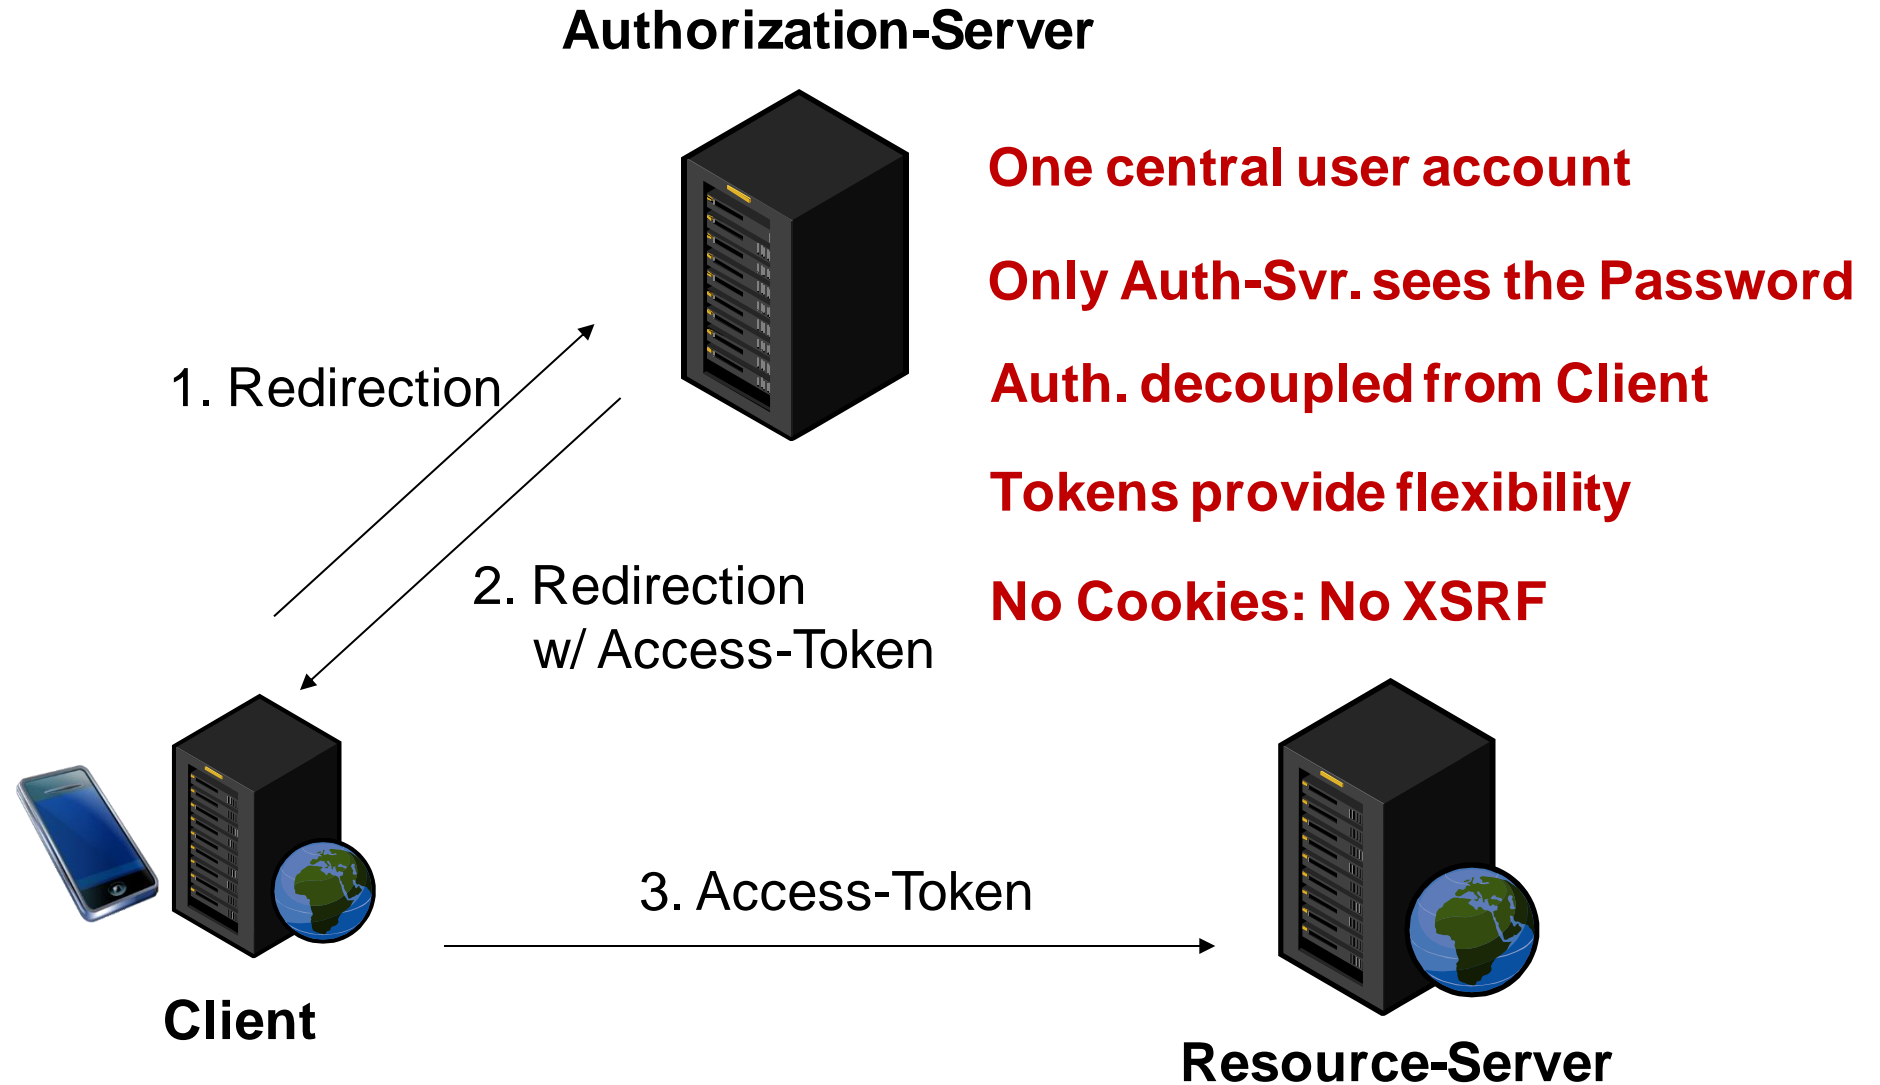 Authorization-Server
One central user account
Only Auth-Svr. sees the Password
1. Redirection
Auth. decoupled from Client
Tokens provide flexibility
2. Redirection
w/ Access-Token
No Cookies: No XSRF
3. Access-Token
Client
Resource-Server